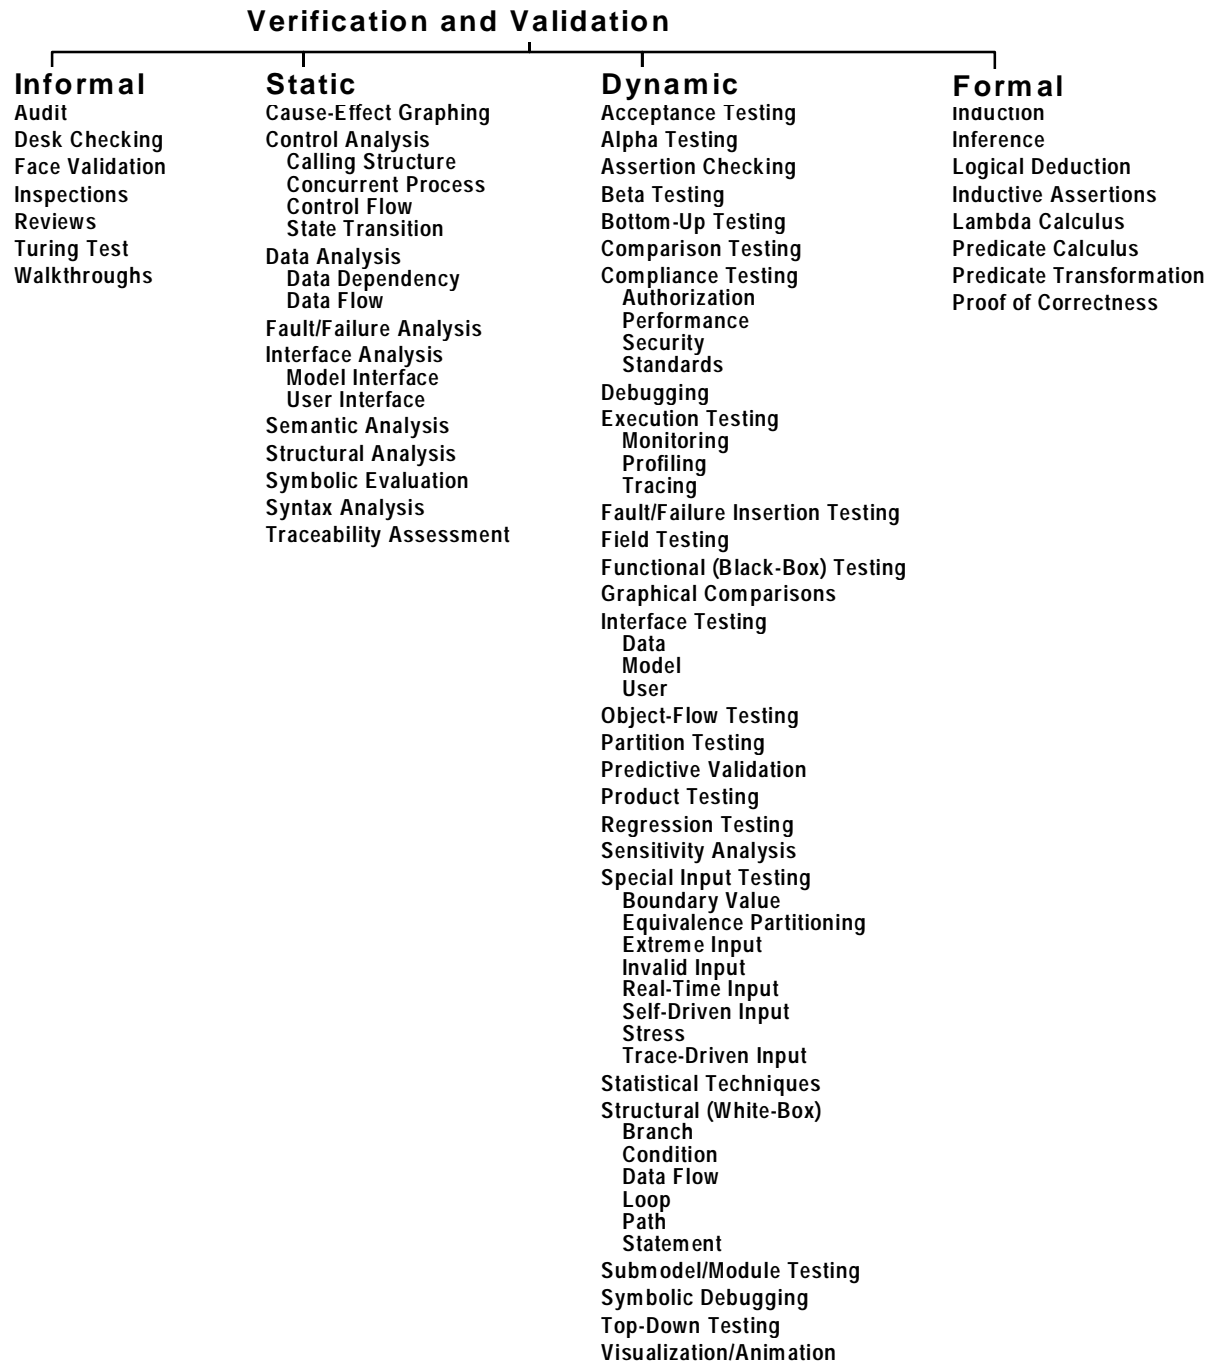 Verification and Validation
Informal
Audit
Desk Checking
Face Validation
Inspections
Reviews
Turing Test
Walkthroughs
Static
Cause-Effect Graphing
Control Analysis
Calling Structure
Concurrent Process
Control Flow
State Transition
Data Analysis
Data Dependency
Data Flow
Fault/Failure Analysis
Interface Analysis
Model Interface
User Interface
Semantic Analysis
Structural Analysis
Symbolic Evaluation
Syntax Analysis
Traceability Assessment
Dynamic
Acceptance Testing
Alpha Testing
Assertion Checking
Beta Testing
Bottom-Up Testing
Comparison Testing
Compliance Testing
Authorization
Performance
Security
Standards
Debugging
Execution Testing
Monitoring
Profiling
Tracing
Fault/Failure Insertion Testing
Field Testing
Functional (Black-Box) Testing
Graphical Comparisons
Interface Testing
Data
Model
User
Object-Flow Testing
Partition Testing
Predictive Validation
Product Testing
Regression Testing
Sensitivity Analysis
Special Input Testing
Boundary Value
Equivalence Partitioning
Extreme Input
Invalid Input
Real-Time Input
Self-Driven Input
Stress
Trace-Driven Input
Statistical Techniques
Structural (White-Box)
Branch
Condition
Data Flow
Loop
Path
Statement
Submodel/Module Testing
Symbolic Debugging
Top-Down Testing
Visualization/Animation
Formal
Induction
Inference
Logical Deduction
Inductive Assertions
Lambda Calculus
Predicate Calculus
Predicate Transformation
Proof of Correctness